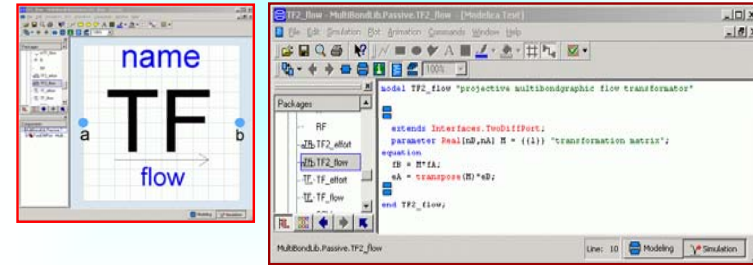 name
TF
a
b
flow
TF2_flow - MultiBondLib.Passive.TF2_flow - [Modelica Text]
File Edit Simulation Plot Animation Commands Window Help
100%
Packages
RF
TF2_effort
TF2_flow
TF_effort
TF_flow
model TF2_flow "projective multibondgraphic flow transformator"
extends Interfaces.TwoDiffPort;
parameter Real[nB,nA] M = {{1}} "transformation matrix";
equation
fB = M*fA;
eA = transpose(M)*eB;
end TF2_flow;
MultiBondLib.Passive.TF2_flow
Line: 10
Modeling
Simulation